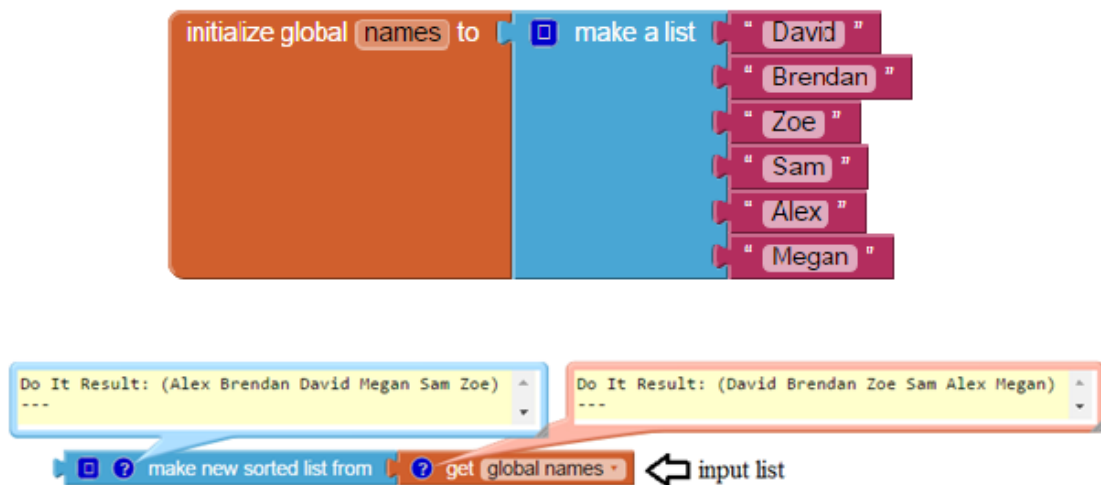 initialize global names to make a list " David "
" Brendan "
" Zoe "
" Sam "
" Alex "
" Megan "
Do It Result: (Alex Brendan David Megan Sam Zoe)
---
Do It Result: (David Brendan Zoe Sam Alex Megan)
---
? make new sorted list from ? get global names input list